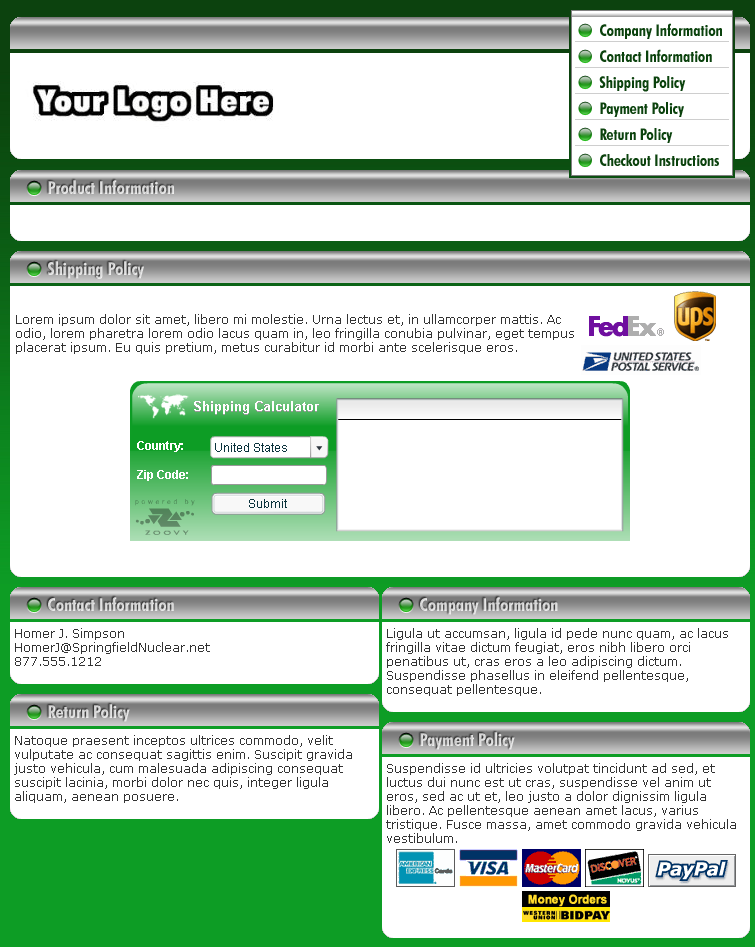 Company Information
Contact Information
Shipping Policy
Payment Policy
Return Policy
Checkout Instructions
Your Logo Here
Product Information
Shipping Policy
Lorem ipsum dolor sit amet, libero mi molestie. Urna lectus et, in ullamcorper mattis. Ac
odio, lorem pharetra lorem odio lacus quam in, leo fringilla conubia pulvinar, eget tempus
placerat ipsum. Eu quis pretium, metus curabitur id morbi ante scelerisque eros.
FedEx®
ups
UNITED STATES
POSTAL SERVICE®
Shipping Calculator
Country:
United States
Zip Code:
Submit
powered by
ZOOVY
Contact Information
Homer J. Simpson
HomerJ@SpringfieldNuclear.net
877.555.1212
Return Policy
Natoque praesent inceptos ultrices commodo, velit
vulputate ac consequat sagittis enim. Suscipit gravida
justo vehicula, cum malesuada adipiscing consequat
suscipit lacinia, morbi dolor nec quis, integer ligula
aliquam, aenean posuere.
Company Information
Ligula ut accumsan, ligula id pede nunc quam, ac lacus
fringilla vitae dictum feugiat, eros nibh libero orci
penatibus ut, cras eros a leo adipiscing dictum.
Suspendisse phasellus in eleifend pellentesque,
consequat pellentesque.
Payment Policy
Suspendisse id ultricies volutpat tincidunt ad sed, et
luctus dui nunc est ut cras, suspendisse vel anim ut
eros, sed ac ut et, leo justo a dolor dignissim ligula
libero. Ac pellentesque aenean amet lacus, varius
tristique. Fusce massa, amet commodo gravida vehicula
vestibulum.
AMERICAN EXPRESS Cards
VISA
MasterCard
DISCOVER
NOVUS
PayPal
Money Orders
WESTERN UNION BIDPAY